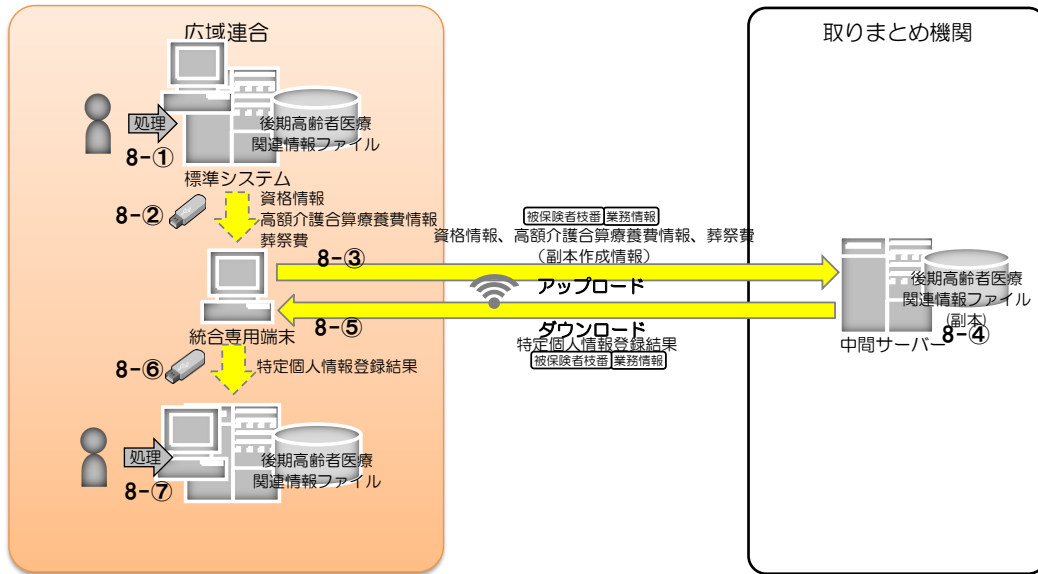 広域連合
取りまとめ機関
処理
8-①
後期高齢者医療
関連情報ファイル
標準システム
8-②
資格情報
高額介護合算療養費情報
葬祭費
8-③
被保険者枝番 業務情報
資格情報、高額介護合算療養費情報、葬祭費
（副本作成情報）
アップロード
後期高齢者医療
関連情報ファイル
(副本)
8-④
中間サーバー
統合専用端末
8-⑤
ダウンロード
特定個人情報登録結果
被保険者枝番 業務情報
8-⑥
特定個人情報登録結果
処理
8-⑦
後期高齢者医療
関連情報ファイル